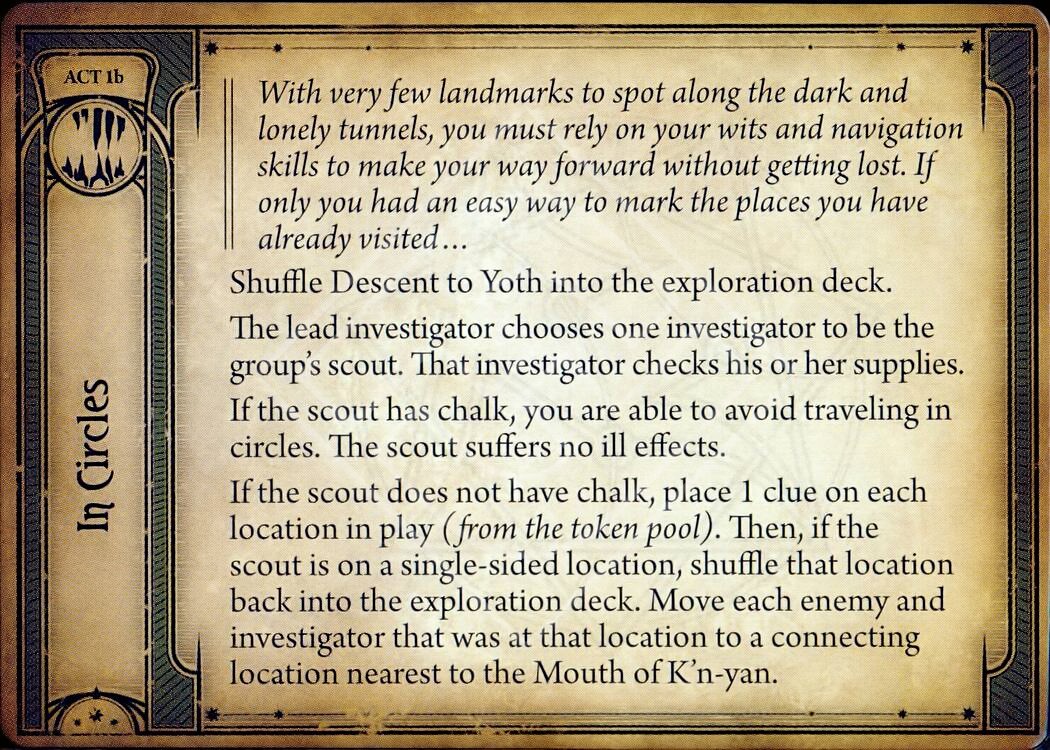 ACT 1b
In Circles
With very few landmarks to spot along the dark and
lonely tunnels, you must rely on your wits and navigation
skills to make your way forward without getting lost. If
only you had an easy way to mark the places you have
already visited…
Shuffle Descent to Yoth into the exploration deck.
The lead investigator chooses one investigator to be the
group's scout. That investigator checks his or her supplies.
If the scout has chalk, you are able to avoid traveling in
circles. The scout suffers no ill effects.
If the scout does not have chalk, place 1 clue on each
location in play (from the token pool). Then, if the
scout is on a single-sided location, shuffle that location
back into the exploration deck. Move each enemy and
investigator that was at that location to a connecting
location nearest to the Mouth of K'n-yan.